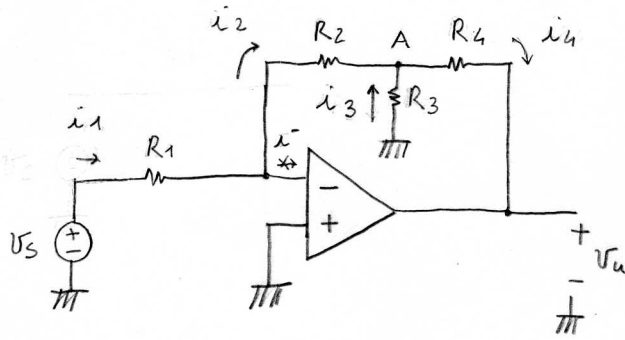 i2 R2 A R4 i4
i3 R3
i1 R1 i-
-
+
vs + -
+
vu
-